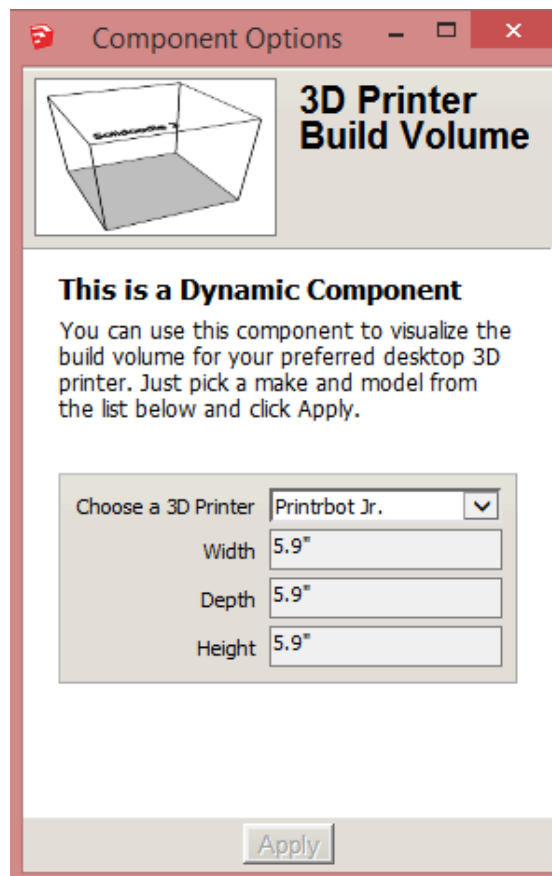 Component Options
3D Printer
Build Volume
This is a Dynamic Component
You can use this component to visualize the
build volume for your preferred desktop 3D
printer. Just pick a make and model from
the list below and click Apply.
Choose a 3D Printer Printrbot Jr.
Width 5.9"
Depth 5.9"
Height 5.9"
Apply